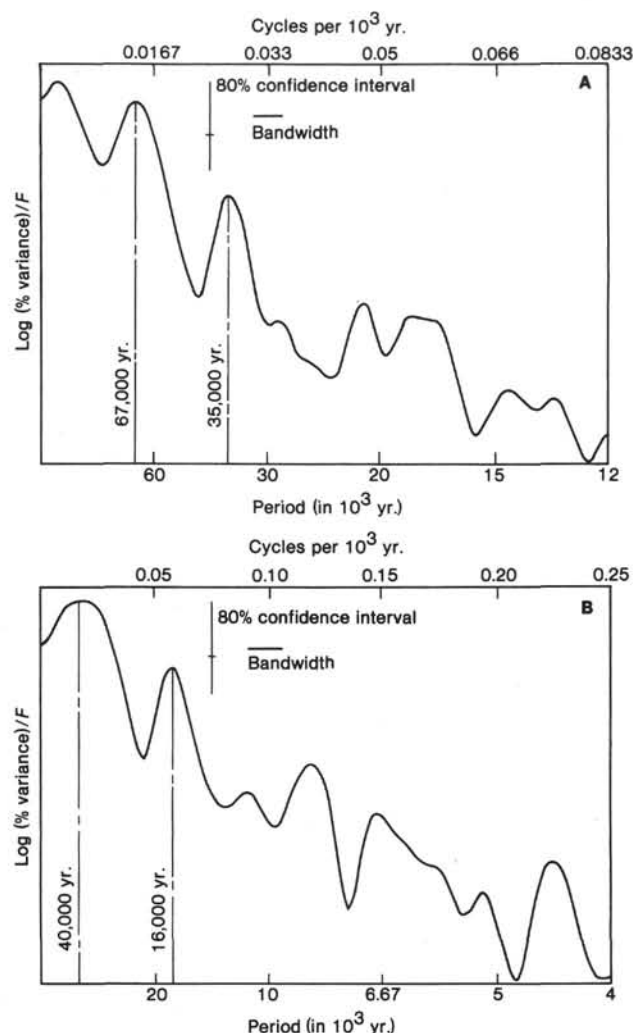 Cycles per 10³ yr.
0.0167 0.033 0.05 0.066 0.0833
80% confidence interval
A
Bandwidth
Log (% variance)/F
67,000 yr.
35,000 yr.
60 30 20 15 12
Period (in 10³ yr.)
Cycles per 10³ yr.
0.05 0.10 0.15 0.20 0.25
80% confidence interval
B
Bandwidth
Log (% variance)/F
40,000 yr.
16,000 yr.
20 10 6.67 5 4
Period (in 10³ yr.)